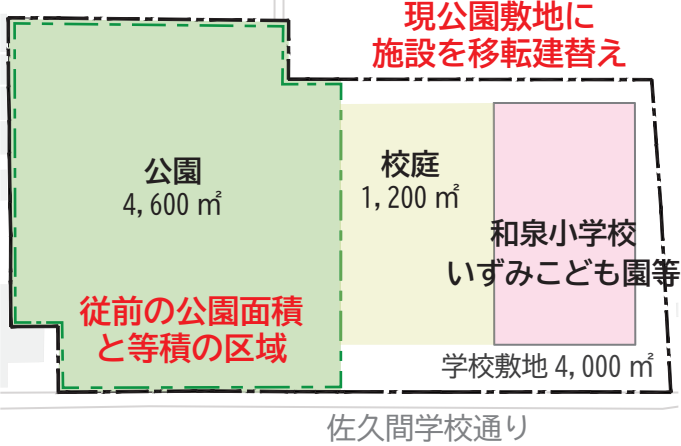 現公園敷地に
施設を移転建替え
公園
4,600 ㎡
校庭
1,200 ㎡
和泉小学校
いずみこども園等
従前の公園面積
と等積の区域
学校敷地 4,000 ㎡
佐久間学校通り